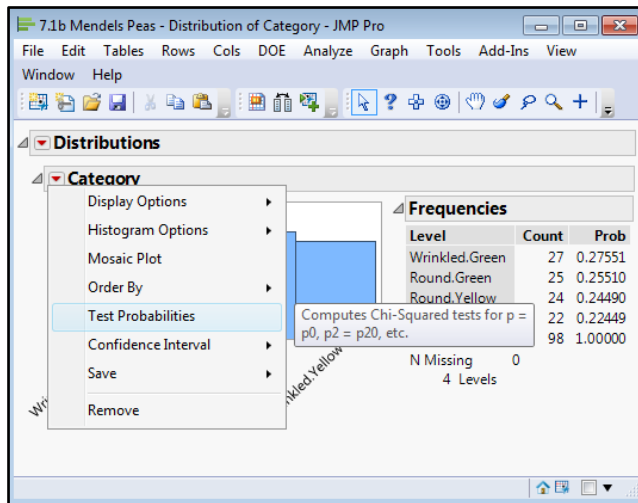 7.1b Mendels Peas - Distribution of Category - JMP Pro
File Edit Tables Rows Cols DOE Analyze Graph Tools Add-Ins View
Window Help
Distributions
Category
Display Options
Histogram Options
Mosaic Plot
Order By
Test Probabilities
Confidence Interval
Save
Remove
Computes Chi-Squared tests for p =
p0, p2 = p20, etc.
Frequencies
Level Count Prob
Wrinkled.Green 27 0.27551
Round.Green 25 0.25510
Round.Yellow 24 0.24490
22 0.22449
98 1.00000
N Missing 0
4 Levels